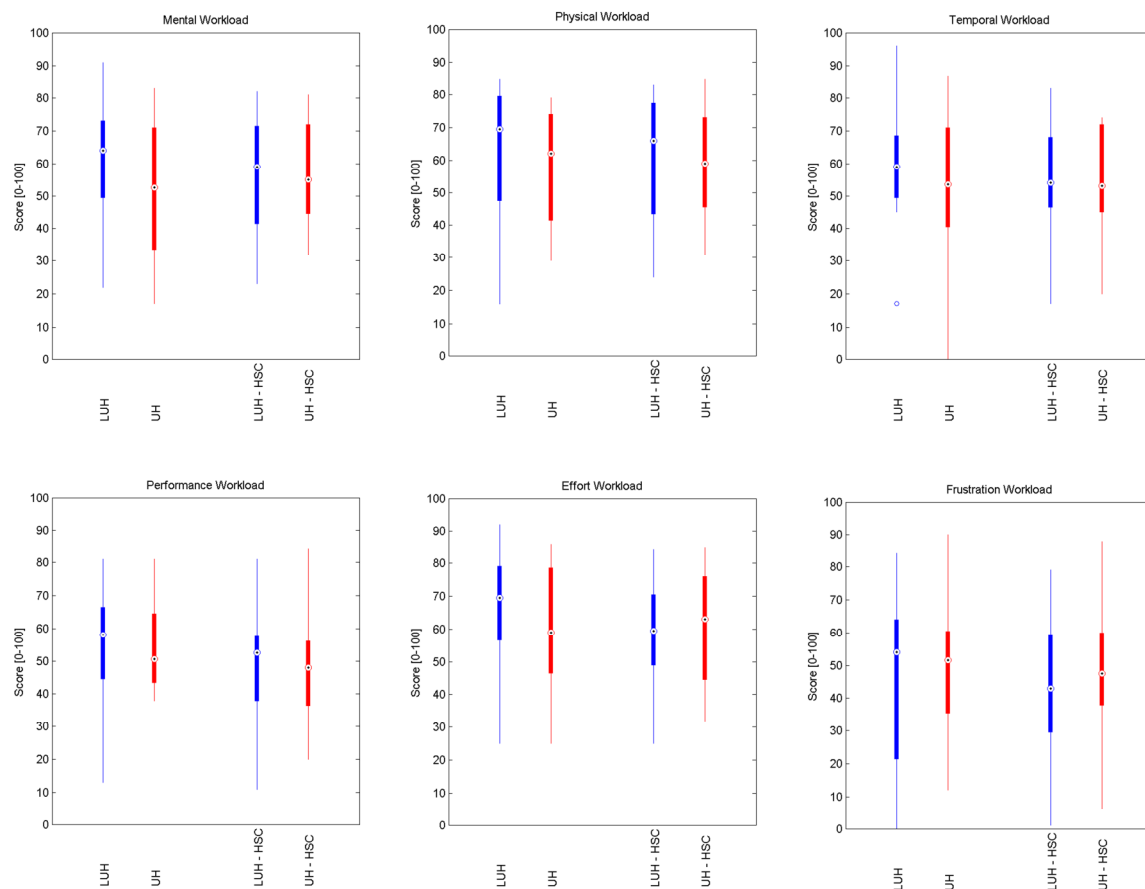 Mental Workload
Score [0-100]
100
90
80
70
60
50
40
30
20
10
0
LUH
UH
LUH - HSC
UH - HSC
Physical Workload
Score [0-100]
100
90
80
70
60
50
40
30
20
10
0
LUH
UH
LUH - HSC
UH - HSC
Temporal Workload
Score [0-100]
100
90
80
70
60
50
40
30
20
10
0
LUH
UH
LUH - HSC
UH - HSC
Performance Workload
Score [0-100]
100
90
80
70
60
50
40
30
20
10
0
LUH
UH
LUH - HSC
UH - HSC
Effort Workload
Score [0-100]
100
90
80
70
60
50
40
30
20
10
0
LUH
UH
LUH - HSC
UH - HSC
Frustration Workload
Score [0-100]
100
90
80
70
60
50
40
30
20
10
0
LUH
UH
LUH - HSC
UH - HSC